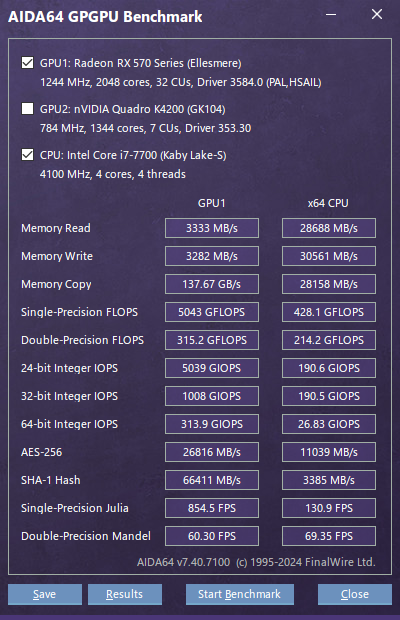 AIDA64 GPGPU Benchmark
GPU1: Radeon RX 570 Series (Ellesmere)
1244 MHz, 2048 cores, 32 CUs, Driver 3584.0 (PAL,HSAIL)
GPU2: nVIDIA Quadro K4200 (GK104)
784 MHz, 1344 cores, 7 CUs, Driver 353.30
CPU: Intel Core i7-7700 (Kaby Lake-S)
4100 MHz, 4 cores, 4 threads
GPU1 x64 CPU
Memory Read 3333 MB/s 28688 MB/s
Memory Write 3282 MB/s 30561 MB/s
Memory Copy 137.67 GB/s 28158 MB/s
Single-Precision FLOPS 5043 GFLOPS 428.1 GFLOPS
Double-Precision FLOPS 315.2 GFLOPS 214.2 GFLOPS
24-bit Integer IOPS 5039 GIOPS 190.6 GIOPS
32-bit Integer IOPS 1008 GIOPS 190.5 GIOPS
64-bit Integer IOPS 313.9 GIOPS 26.83 GIOPS
AES-256 26816 MB/s 11039 MB/s
SHA-1 Hash 66411 MB/s 3385 MB/s
Single-Precision Julia 854.5 FPS 130.9 FPS
Double-Precision Mandel 60.30 FPS 69.35 FPS
AIDA64 v7.40.7100 (c) 1995-2024 FinalWire Ltd.
Save Results Start Benchmark Close